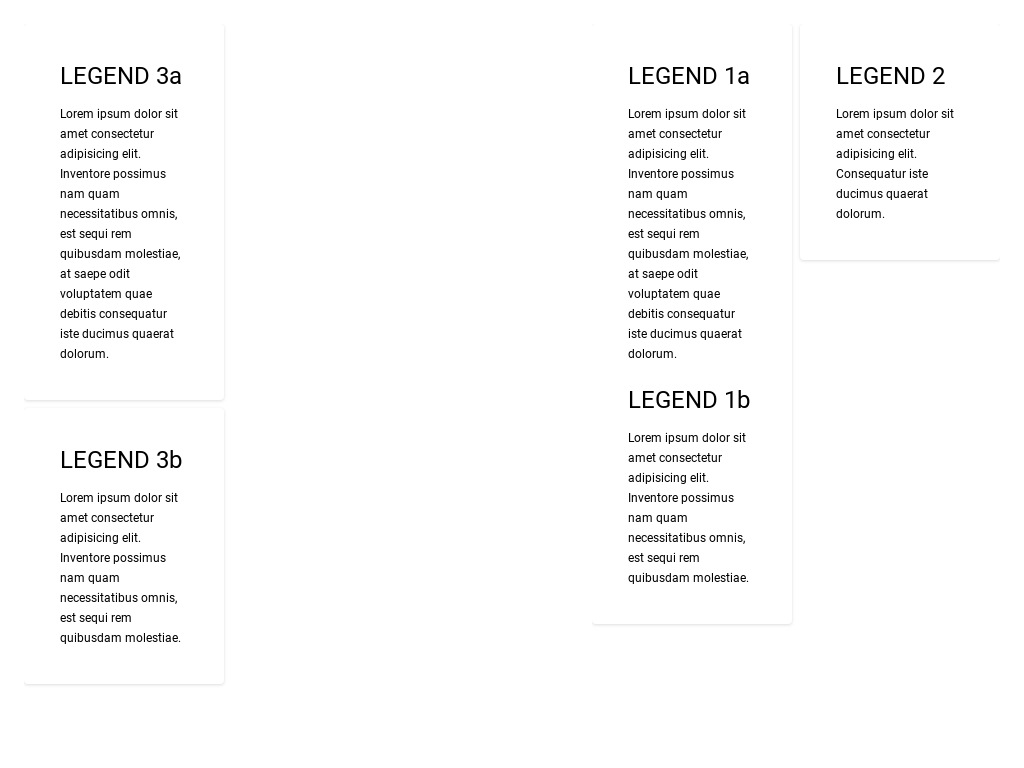 LEGEND 3a
Lorem ipsum dolor sit
amet consectetur
adipisicing elit.
Inventore possimus
nam quam
necessitatibus omnis,
est sequi rem
quibusdam molestiae,
at saepe odit
voluptatem quae
debitis consequatur
iste ducimus quaerat
dolorum.
LEGEND 3b
Lorem ipsum dolor sit
amet consectetur
adipisicing elit.
Inventore possimus
nam quam
necessitatibus omnis,
est sequi rem
quibusdam molestiae.
LEGEND 1a
Lorem ipsum dolor sit
amet consectetur
adipisicing elit.
Inventore possimus
nam quam
necessitatibus omnis,
est sequi rem
quibusdam molestiae,
at saepe odit
voluptatem quae
debitis consequatur
iste ducimus quaerat
dolorum.
LEGEND 1b
Lorem ipsum dolor sit
amet consectetur
adipisicing elit.
Inventore possimus
nam quam
necessitatibus omnis,
est sequi rem
quibusdam molestiae.
LEGEND 2
Lorem ipsum dolor sit
amet consectetur
adipisicing elit.
Consequatur iste
ducimus quaerat
dolorum.